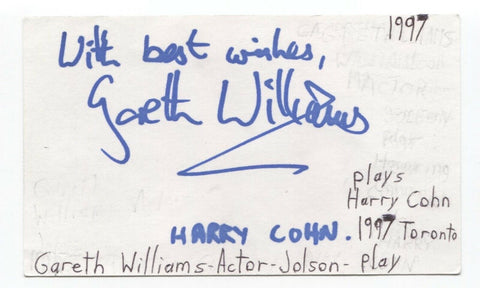 1997
With best wishes,
Gareth Williams
plays
Harry Cohn
HARRY COHN. 1997 Toronto
Gareth Williams-Actor-Jolson- play